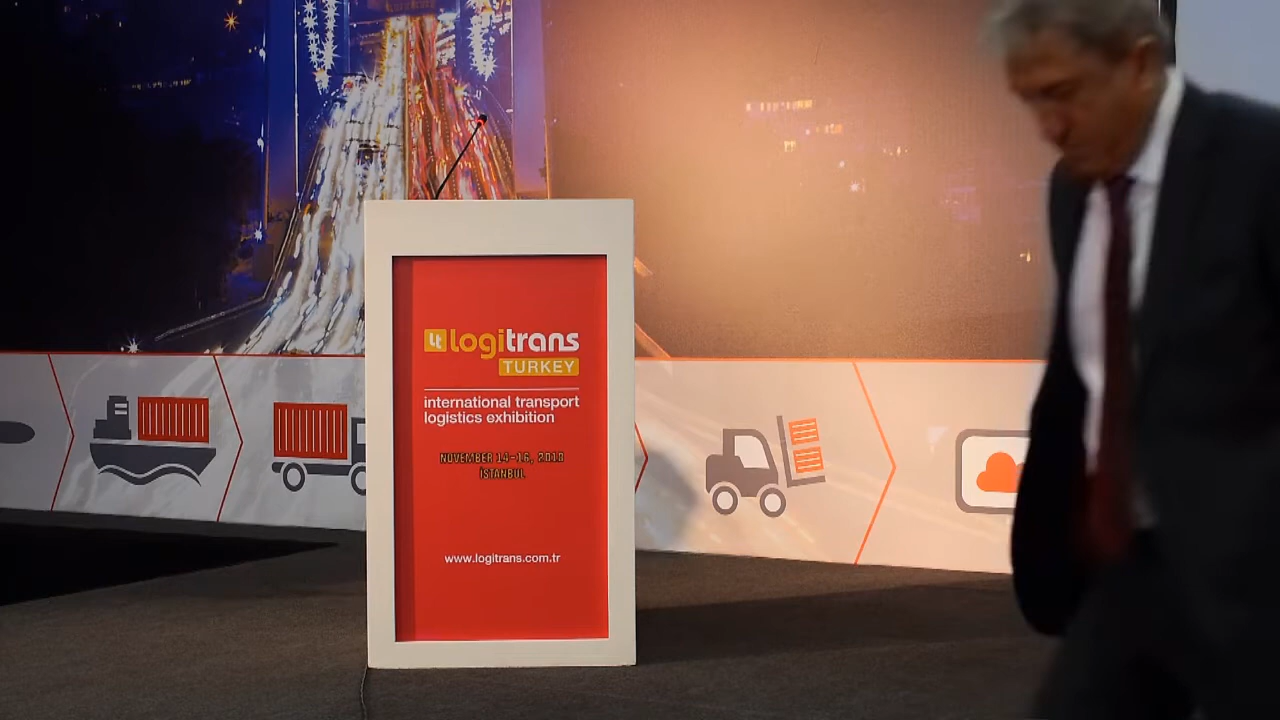 lt logitrans
TURKEY
international transport
logistics exhibition
NOVEMBER 14-16, 2018
İSTANBUL
www.logitrans.com.tr